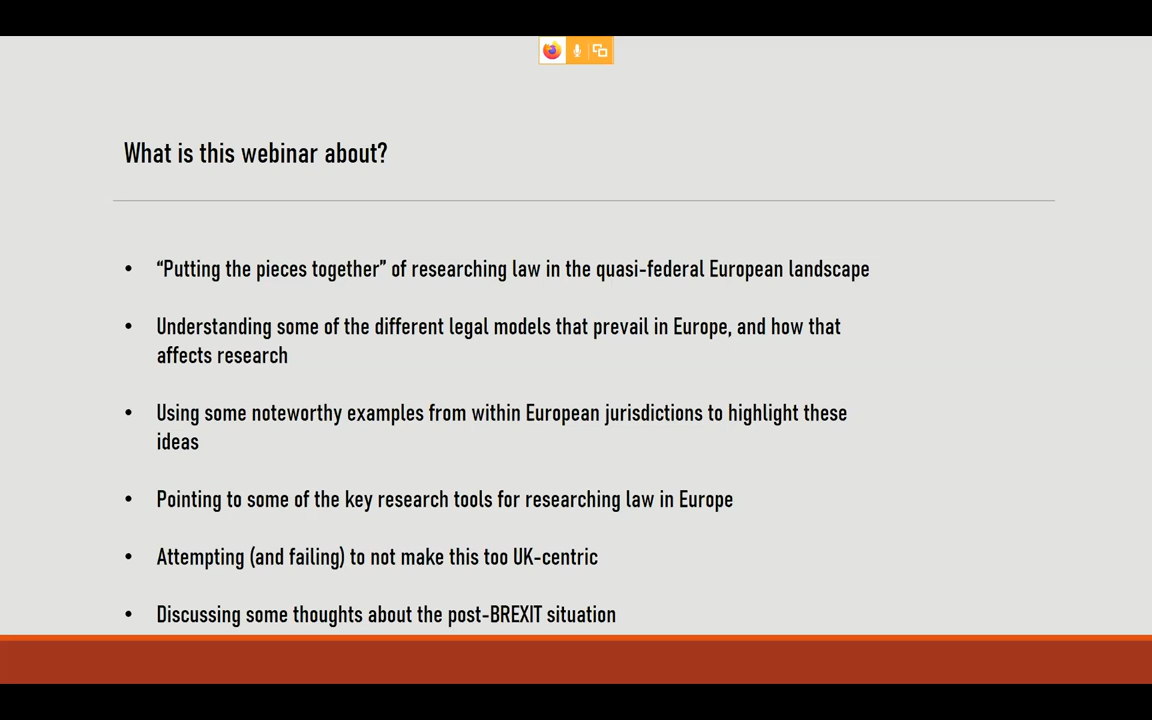 What is this webinar about?
• “Putting the pieces together” of researching law in the quasi-federal European landscape
• Understanding some of the different legal models that prevail in Europe, and how that
affects research
• Using some noteworthy examples from within European jurisdictions to highlight these
ideas
• Pointing to some of the key research tools for researching law in Europe
• Attempting (and failing) to not make this too UK-centric
• Discussing some thoughts about the post-BREXIT situation